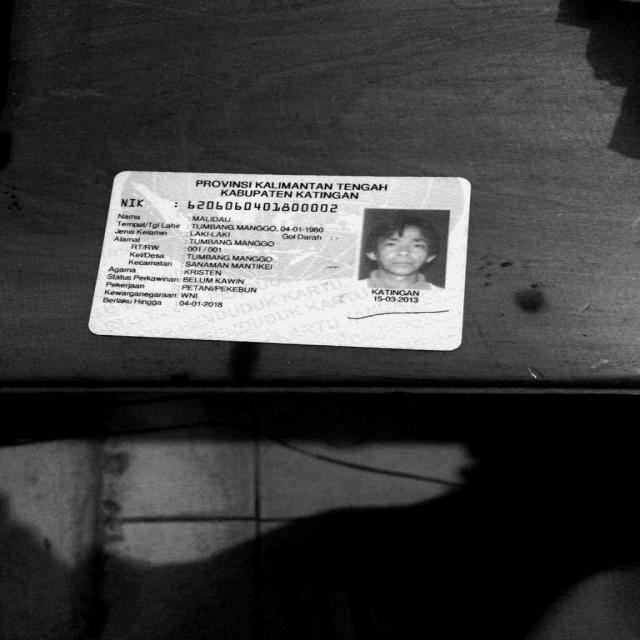 PROVINSI KALIMANTAN TENGAH
KABUPATEN KATINGAN
NIK : 6206060401800002
Nama : MALIDAU
Tempat/Tgl Lahir : TUMBANG MANGGO, 04-01-1980
Jenis Kelamin : LAKI-LAKI Gol Darah : -
Alamat : TUMBANG MANGGO
RT/RW : 001 / 001
Kel/Desa : TUMBANG MANGGO
Kecamatan : SANAMAN MANTIKEI
Agama : KRISTEN
Status Perkawinan: BELUM KAWIN
Pekerjaan : PETANI/PEKEBUN
Kewarganegaraan: WNI
Berlaku Hingga : 04-01-2018
KATINGAN
15-03-2013